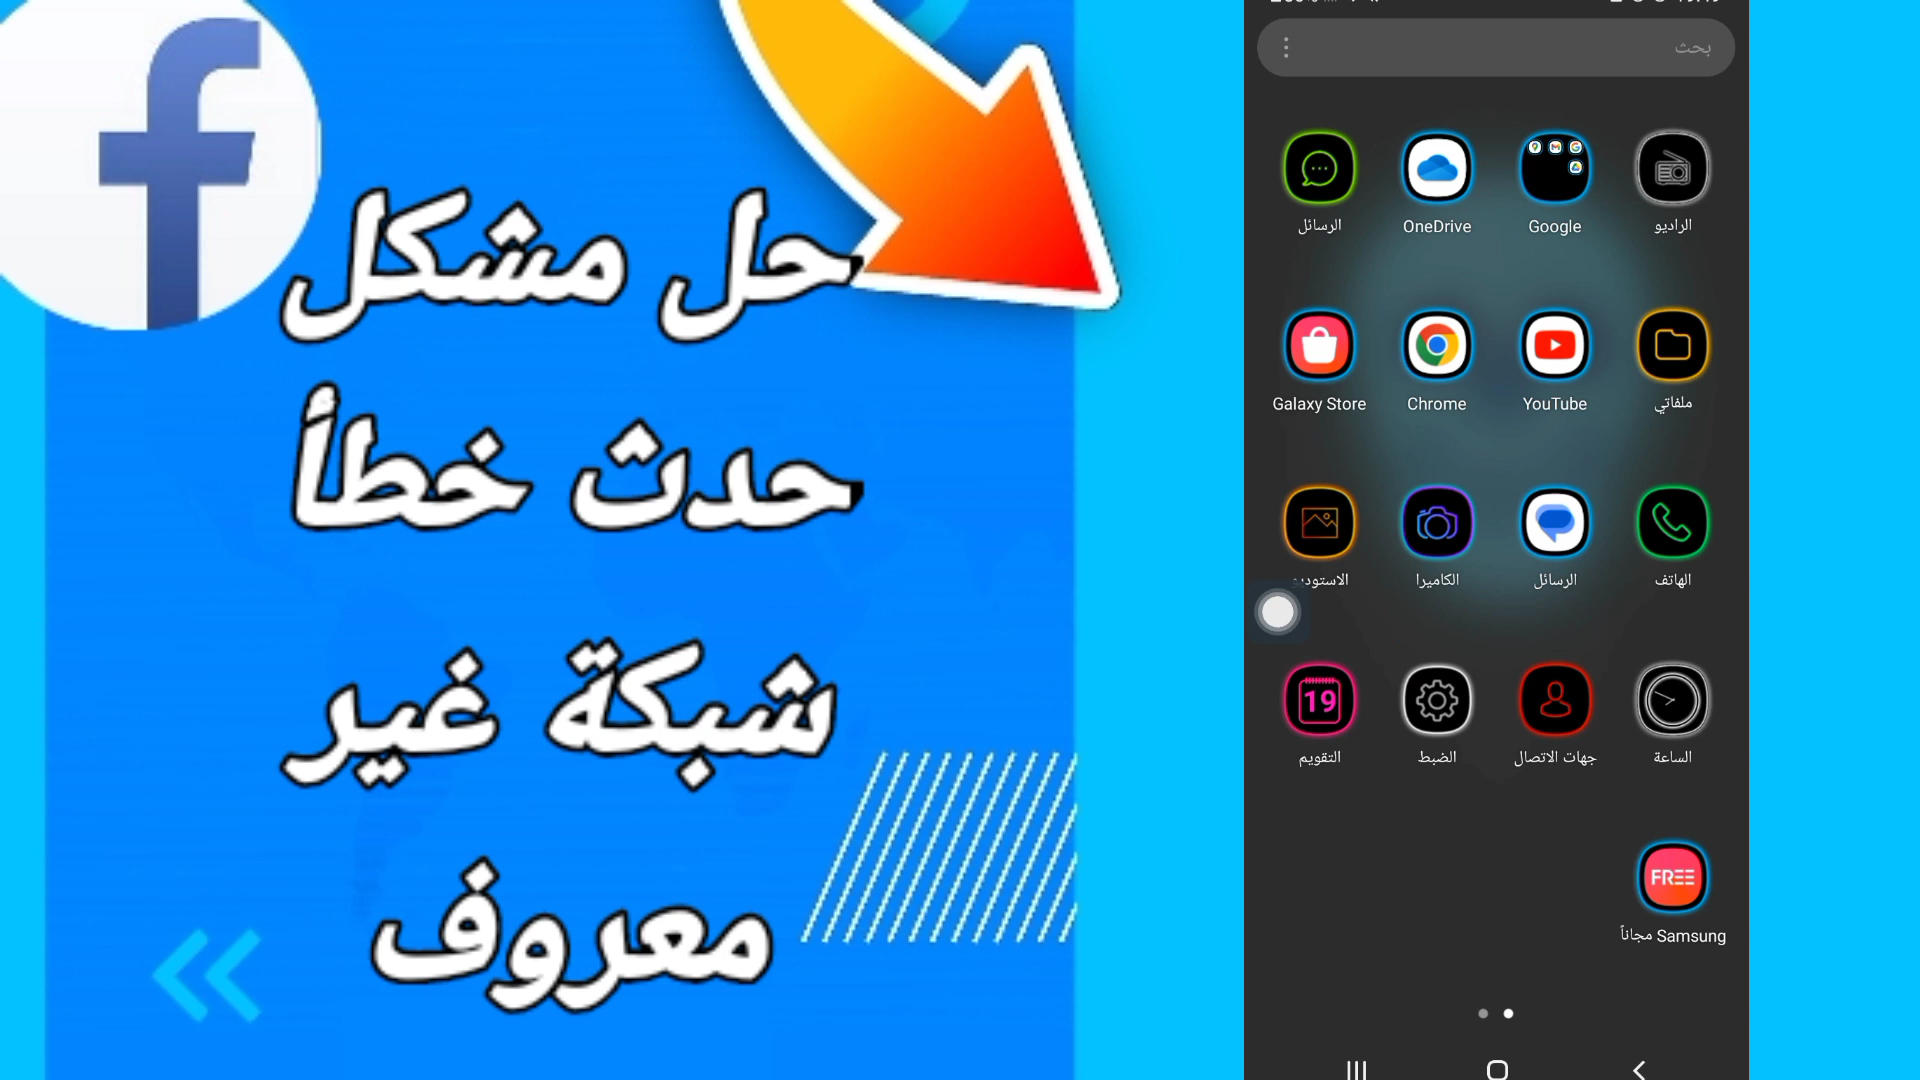 حل مشكل
حدث خطأ
شبكة غير
معروف
بحث
الراديو
Google
OneDrive
الرسائل
ملفاتي
YouTube
Chrome
Galaxy Store
الهاتف
الرسائل
الكاميرا
الساعة
جهات الاتصال
الضبط
19
التقويم
FREE
Samsung مجاناً